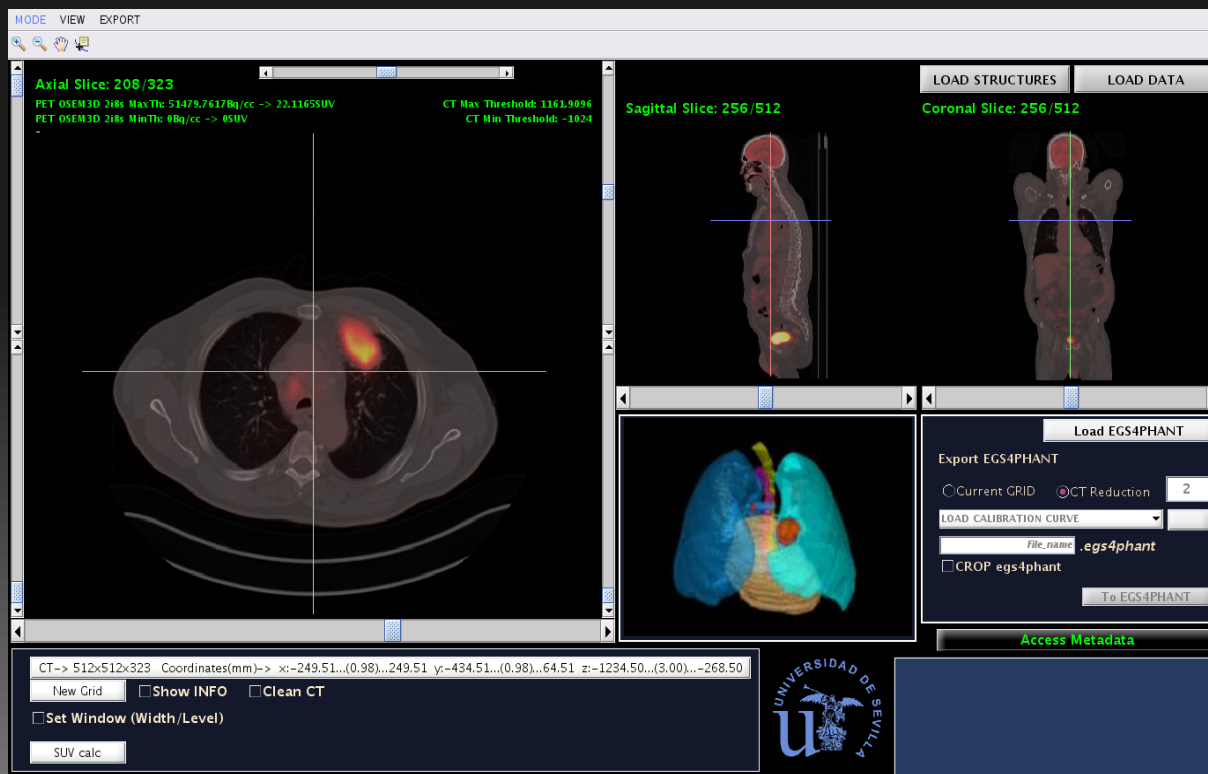 MODE VIEW EXPORT
LOAD STRUCTURES LOAD DATA
Axial Slice: 208/323
PET OSEM3D 2i8s MaxTh: 51479.7617Bq/cc -> 22.1165SUV
PET OSEM3D 2i8s MinTh: 0Bq/cc -> 0SUV
-
CT Max Threshold: 1161.9096
CT Min Threshold: -1024
Sagittal Slice: 256/512
Coronal Slice: 256/512
Load EGS4PHANT
Export EGS4PHANT
Current GRID CT Reduction 2
LOAD CALIBRATION CURVE
File_name .egs4phant
CROP egs4phant
To EGS4PHANT
Access Metadata
CT-> 512x512x323 Coordinates(mm)-> x:-249.51...(0.98)...249.51 y:-434.51...(0.98)...64.51 z:-1234.50...(3.00)...-268.50
New Grid Show INFO Clean CT
Set Window (Width/Level)
SUV calc
UNIVERSIDAD DE SEVILLA